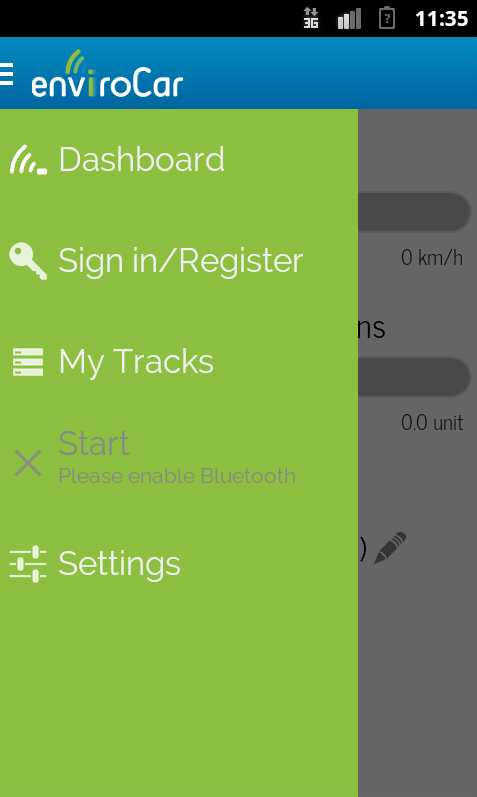 3G ? 11:35
enviroCar
Dashboard
Sign in/Register
0 km/h
ns
My Tracks
0.0 unit
Start
Please enable Bluetooth
)
Settings